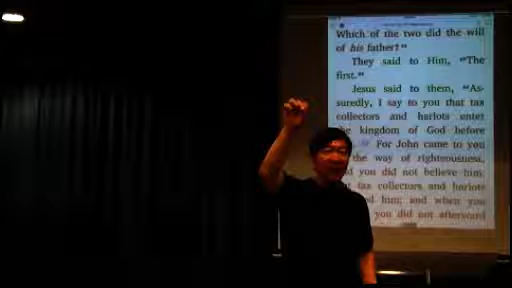 Which of the two did the will
of his father?"
They said to Him, "The
first."
Jesus said to them, "As-
suredly, I say to you that tax
collectors and harlots enter
the kingdom of God before
For John came to you
the way of righteousness,
you did not believe him;
tax collectors and harlots
him; and when you
you did not afterward